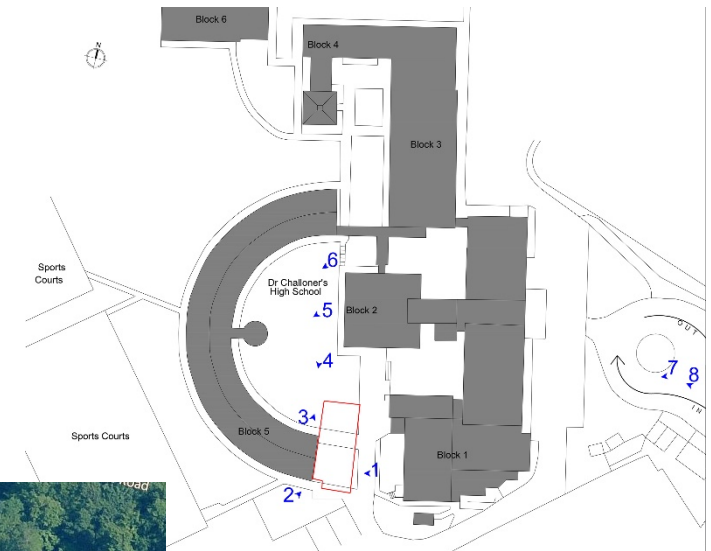 Block 6
N
Block 4
Block 3
6
Sports
Courts
Dr Challoner's
High School
5
Block 2
OUT
4
7
8
3
IN
Sports Courts
Block 5
Block 1
1
2
Road